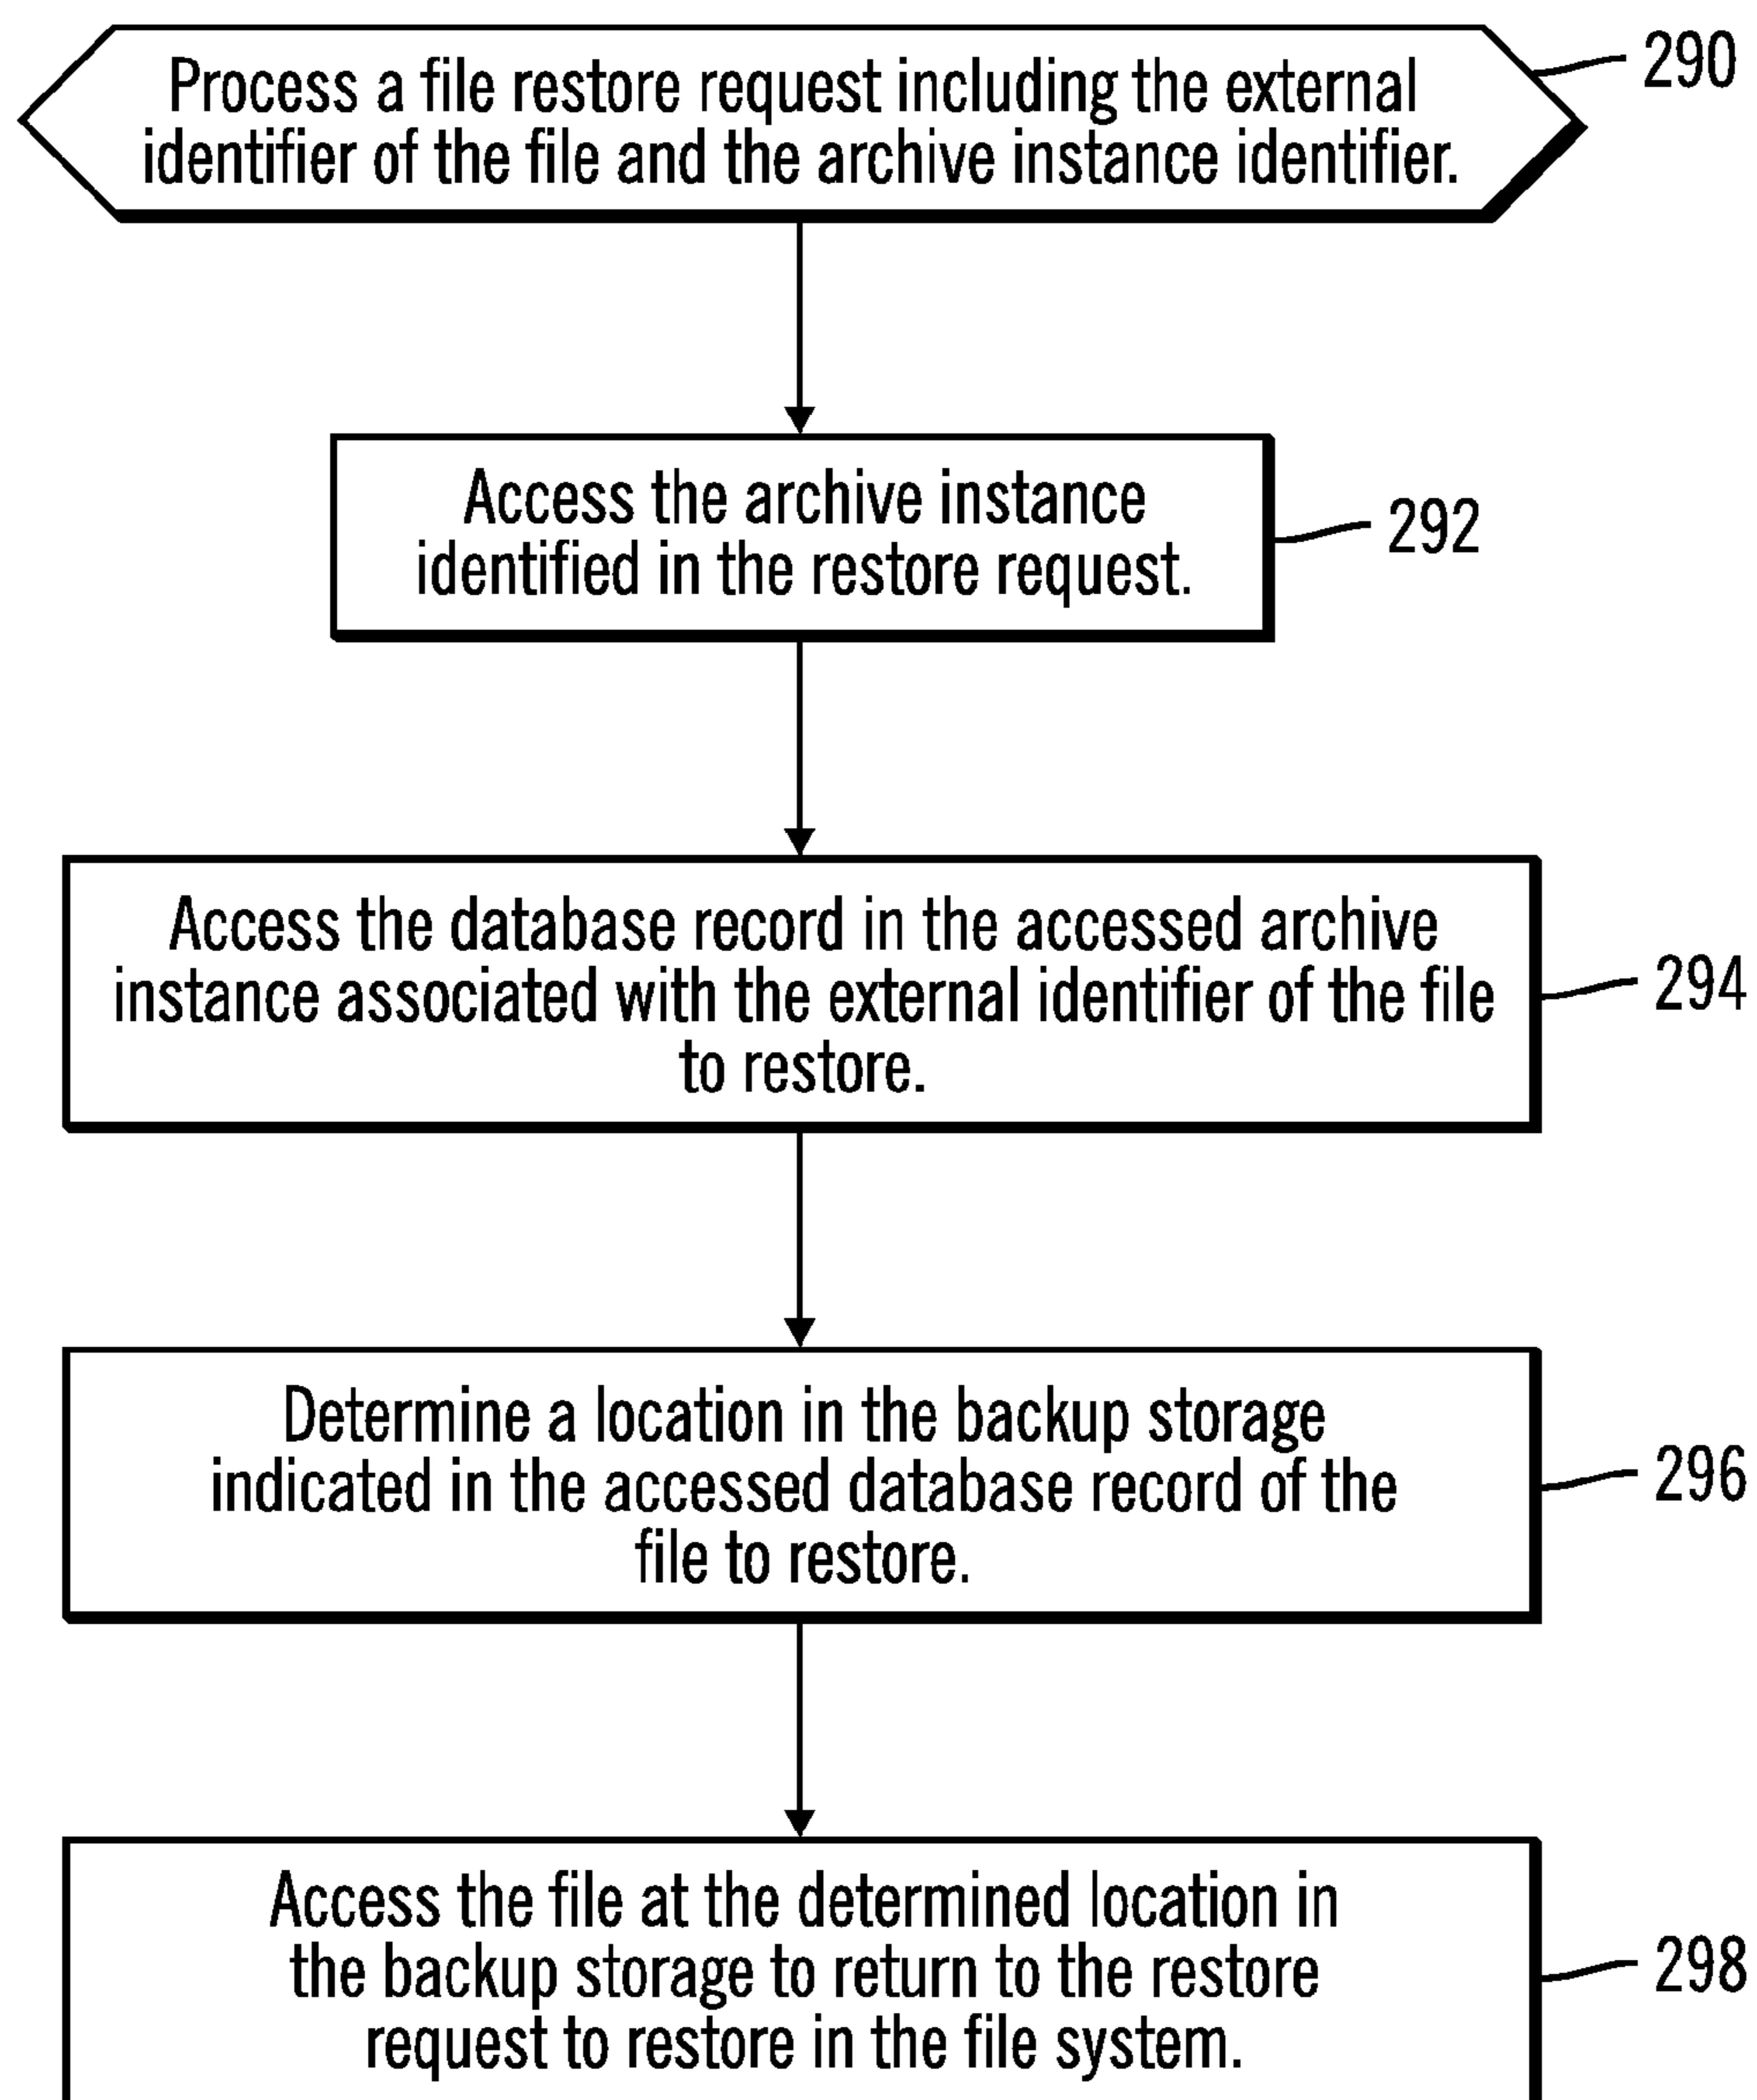 Process a file restore request including the external
identifier of the file and the archive instance identifier.
290
Access the archive instance
identified in the restore request.
292
Access the database record in the accessed archive
instance associated with the external identifier of the file
to restore.
294
Determine a location in the backup storage
indicated in the accessed database record of the
file to restore.
296
Access the file at the determined location in
the backup storage to return to the restore
request to restore in the file system.
298